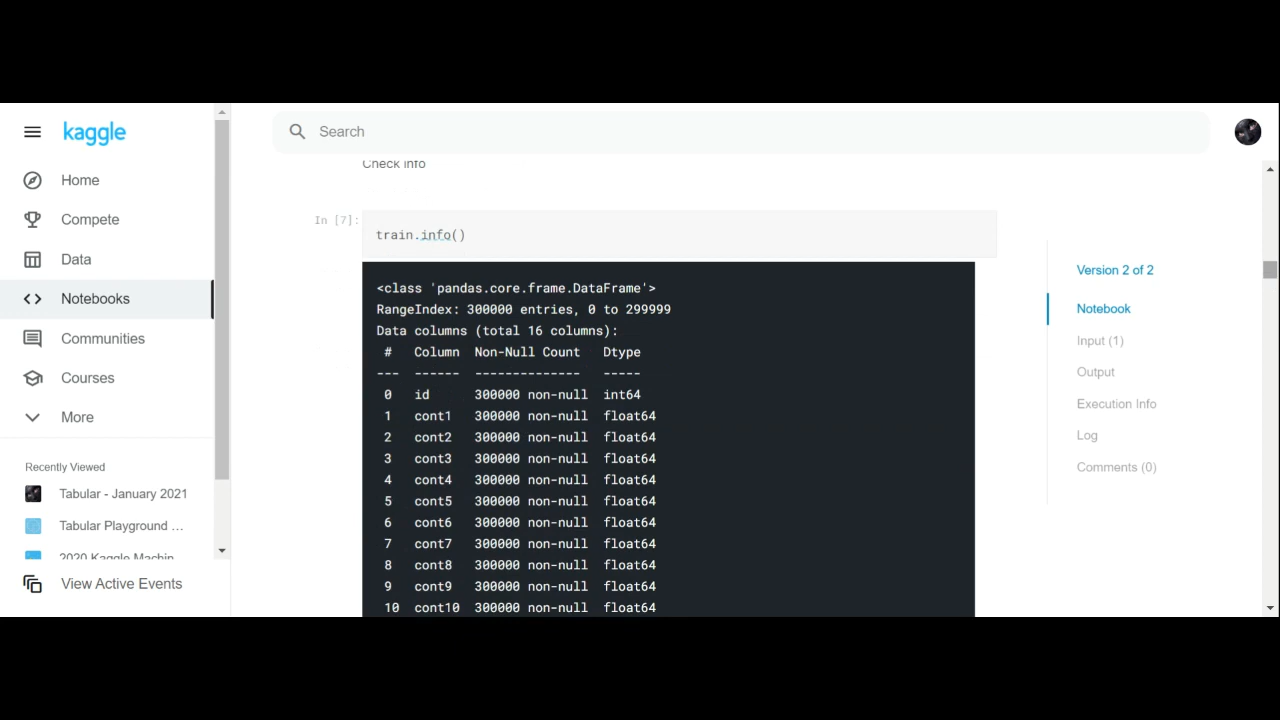 kaggle
Search
Home
Compete
Data
Notebooks
Communities
Courses
More
Recently Viewed
Tabular - January 2021
Tabular Playground ...
2020 Kaggle Machin
View Active Events
Check info
In [7]:
train.info()
<class 'pandas.core.frame.DataFrame'>
RangeIndex: 300000 entries, 0 to 299999
Data columns (total 16 columns):
# Column Non-Null Count Dtype
--- ------ -------------- -----
0 id 300000 non-null int64
1 cont1 300000 non-null float64
2 cont2 300000 non-null float64
3 cont3 300000 non-null float64
4 cont4 300000 non-null float64
5 cont5 300000 non-null float64
6 cont6 300000 non-null float64
7 cont7 300000 non-null float64
8 cont8 300000 non-null float64
9 cont9 300000 non-null float64
10 cont10 300000 non-null float64
Version 2 of 2
Notebook
Input (1)
Output
Execution Info
Log
Comments (0)